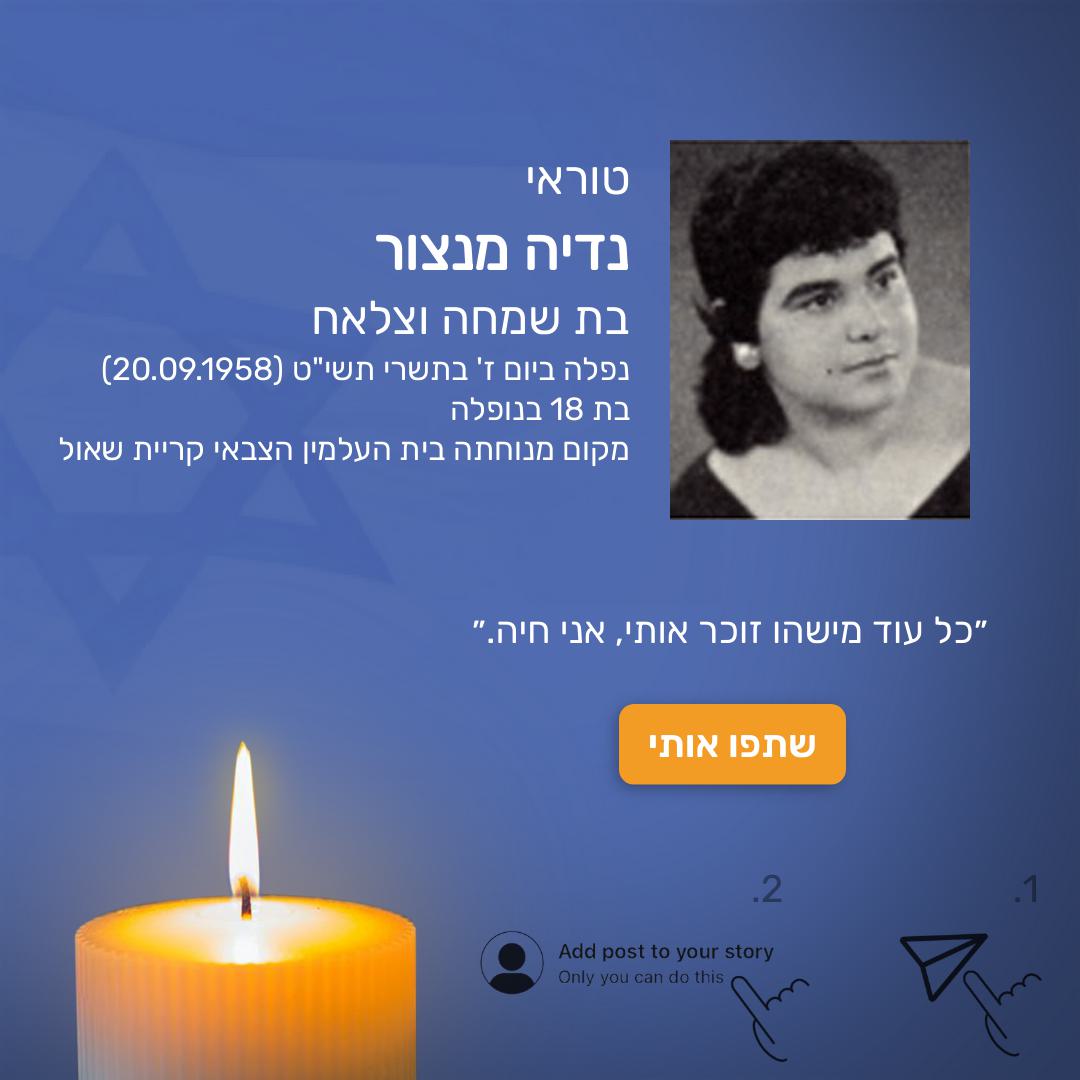 טוראי
נדיה מנצור
בת שמחה וצלאח
נפלה ביום ז' בתשרי תשי"ט (20.09.1958)
בת 18 בנופלה
מקום מנוחתה בית העלמין הצבאי קריית שאול
״כל עוד מישהו זוכר אותי, אני חיה.״
שתפו אותי
.1
.2
Add post to your story
Only you can do this